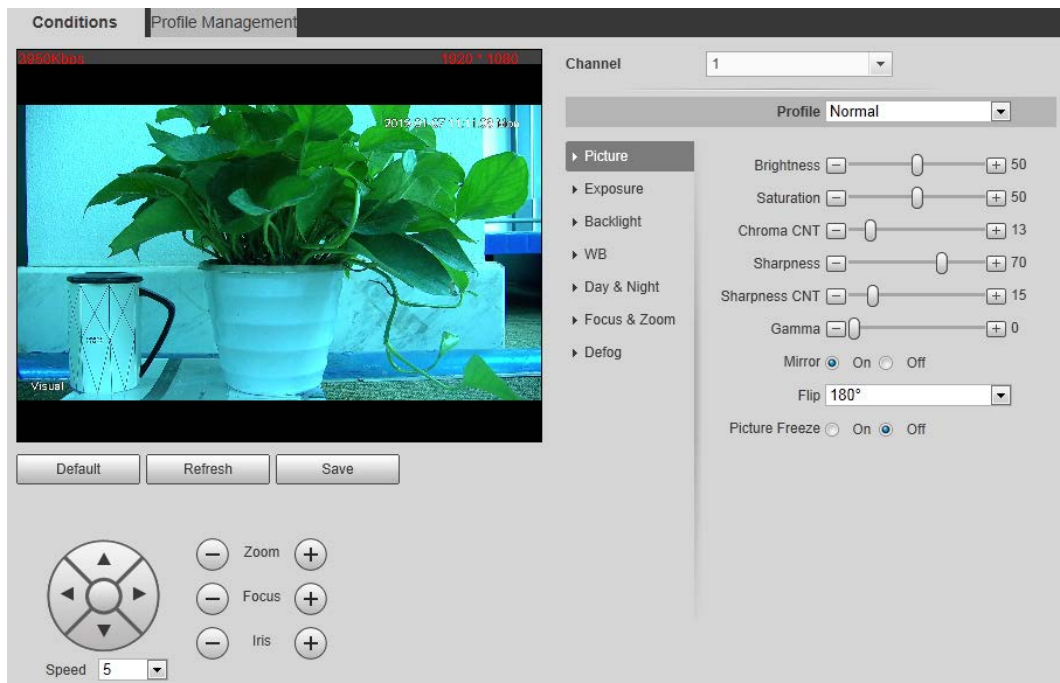 Conditions
Profile Management
3950Kbps
1920 * 1080
Visual
Default
Refresh
Save
Zoom
Focus
Iris
Speed 5
Channel 1
Profile Normal
Picture
Exposure
Backlight
WB
Day & Night
Focus & Zoom
Defog
Brightness 50
Saturation 50
Chroma CNT 13
Sharpness 70
Sharpness CNT 15
Gamma 0
Mirror On Off
Flip 180°
Picture Freeze On Off